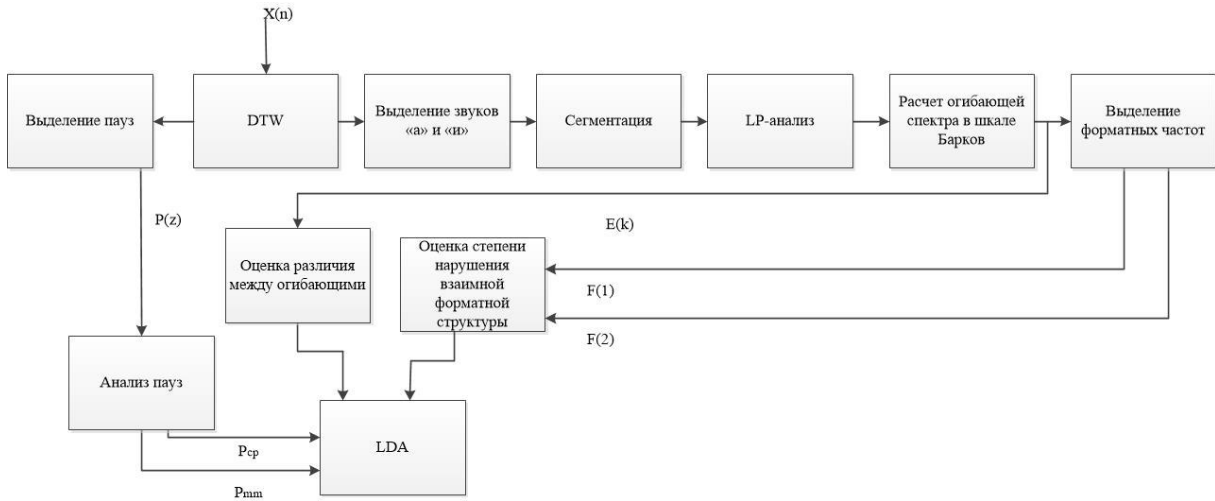 X(n)
Выделение пауз
DTW
Выделение звуков
«а» и «и»
Сегментация
LP-анализ
Расчет огибающей
спектра в шкале
Барков
Выделение
форматных частот
P(z)
E(k)
Оценка различия
между огибающими
Оценка степени
нарушения
взаимной
форматной
структуры
F(1)
F(2)
Анализ пауз
LDA
Pср
Pmm